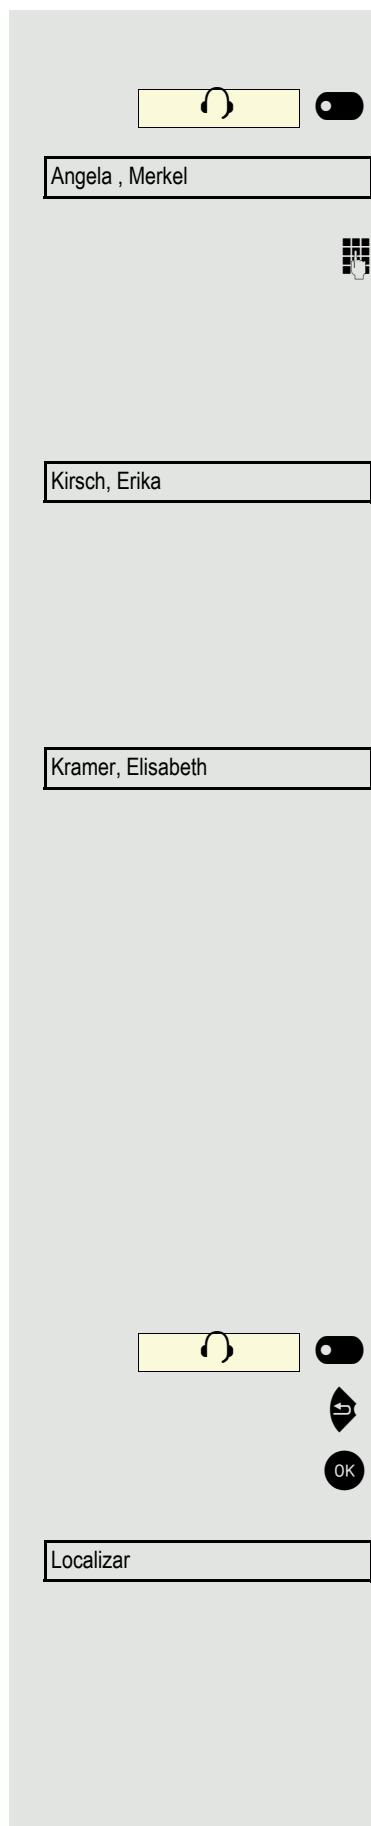 Angela , Merkel
Kirsch, Erika
Kramer, Elisabeth
OK
Localizar